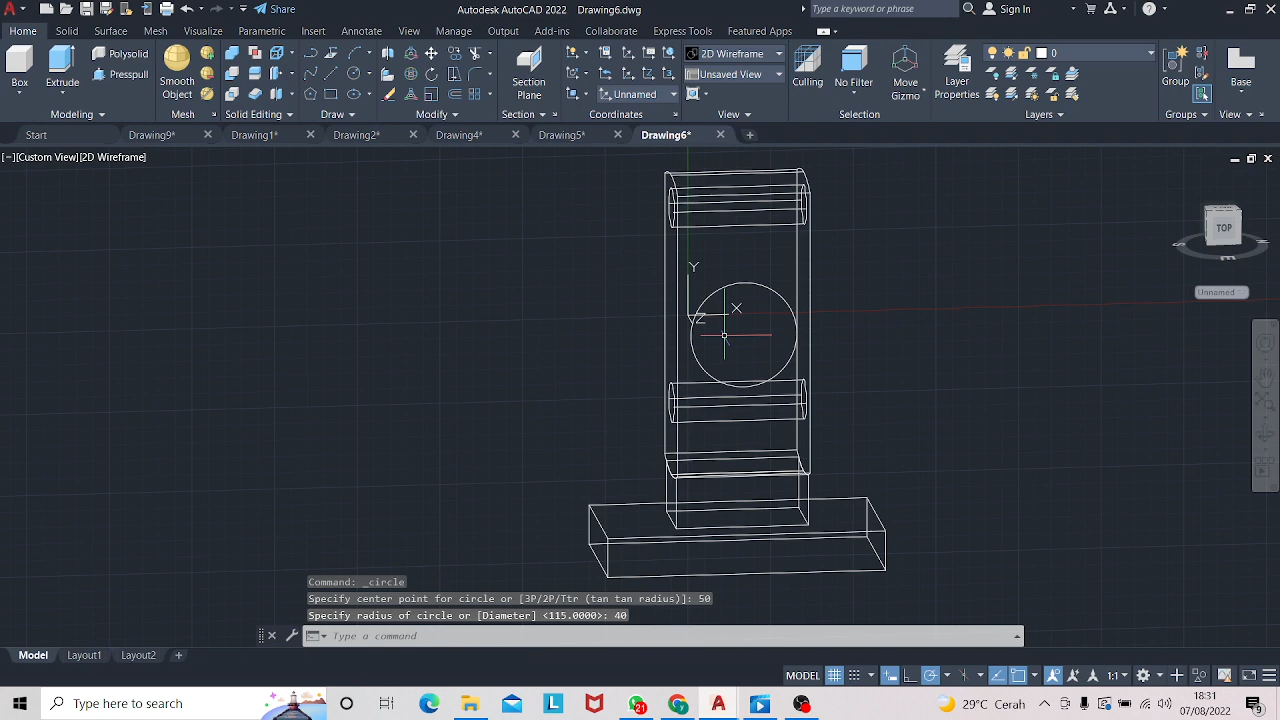 Share
Autodesk AutoCAD 2022 Drawing6.dwg
Type a keyword or phrase
Sign In
Home Solid Surface Mesh Visualize Parametric Insert Annotate View Manage Output Add-ins Collaborate Express Tools Featured Apps
Polysolid
2D Wireframe
Box Extrude Presspull
Smooth Object
Section Plane
Unsaved View
Culling No Filter Move Gizmo
Layer Properties
0
Group
Base
Unnamed
Modeling Mesh Solid Editing Draw Modify Section Coordinates View Selection Layers Groups View
Start Drawing9* Drawing1* Drawing2* Drawing4* Drawing5* Drawing6*
[−][Custom View][2D Wireframe]
TOP
Y
Unnamed
X
Z
Command: _circle
Specify center point for circle or [3P/2P/Ttr (tan tan radius)]: 50
Specify radius of circle or [Diameter] <115.0000>: 40
Type a command
Model Layout1 Layout2 +
MODEL 1:1
Type here to search
L
21
A
29°C Cerah
18:31
07/08/2022